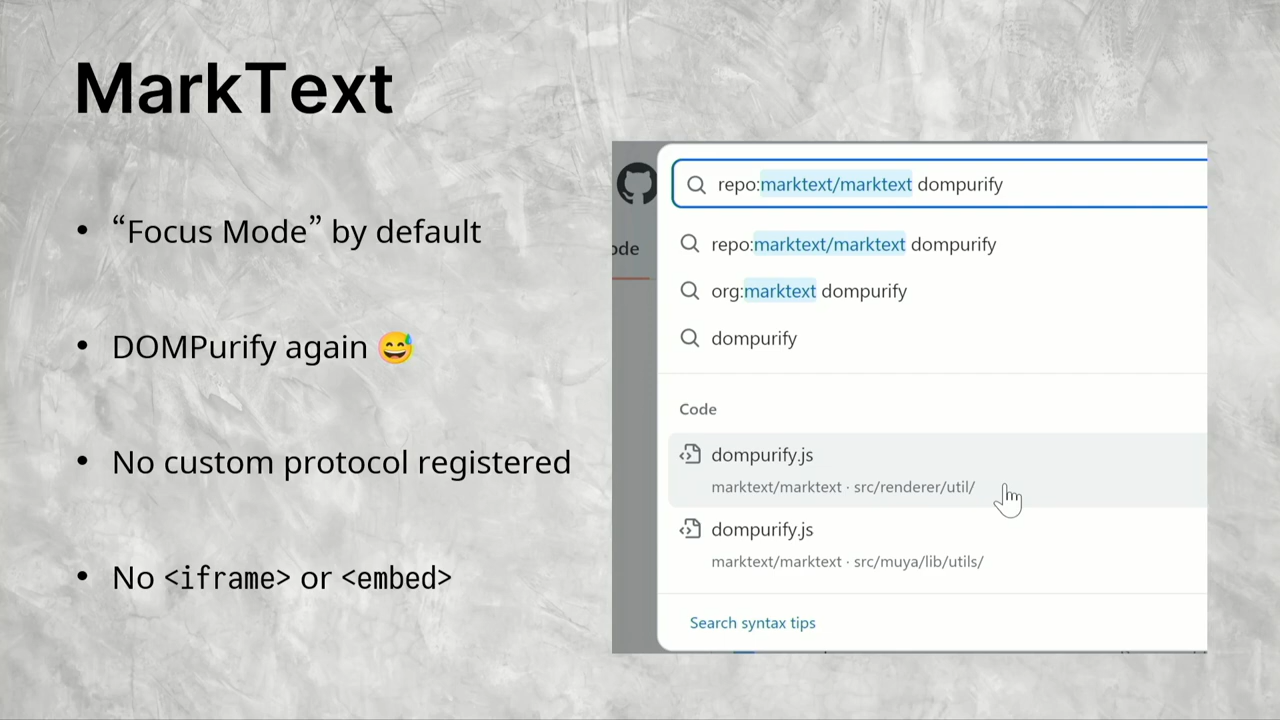 MarkText
• “Focus Mode” by default
• DOMPurify again 😅
• No custom protocol registered
• No <iframe> or <embed>
ode
repo:marktext/marktext dompurify
repo:marktext/marktext dompurify
org:marktext dompurify
dompurify
Code
dompurify.js
marktext/marktext · src/renderer/util/
dompurify.js
marktext/marktext · src/muya/lib/utils/
Search syntax tips